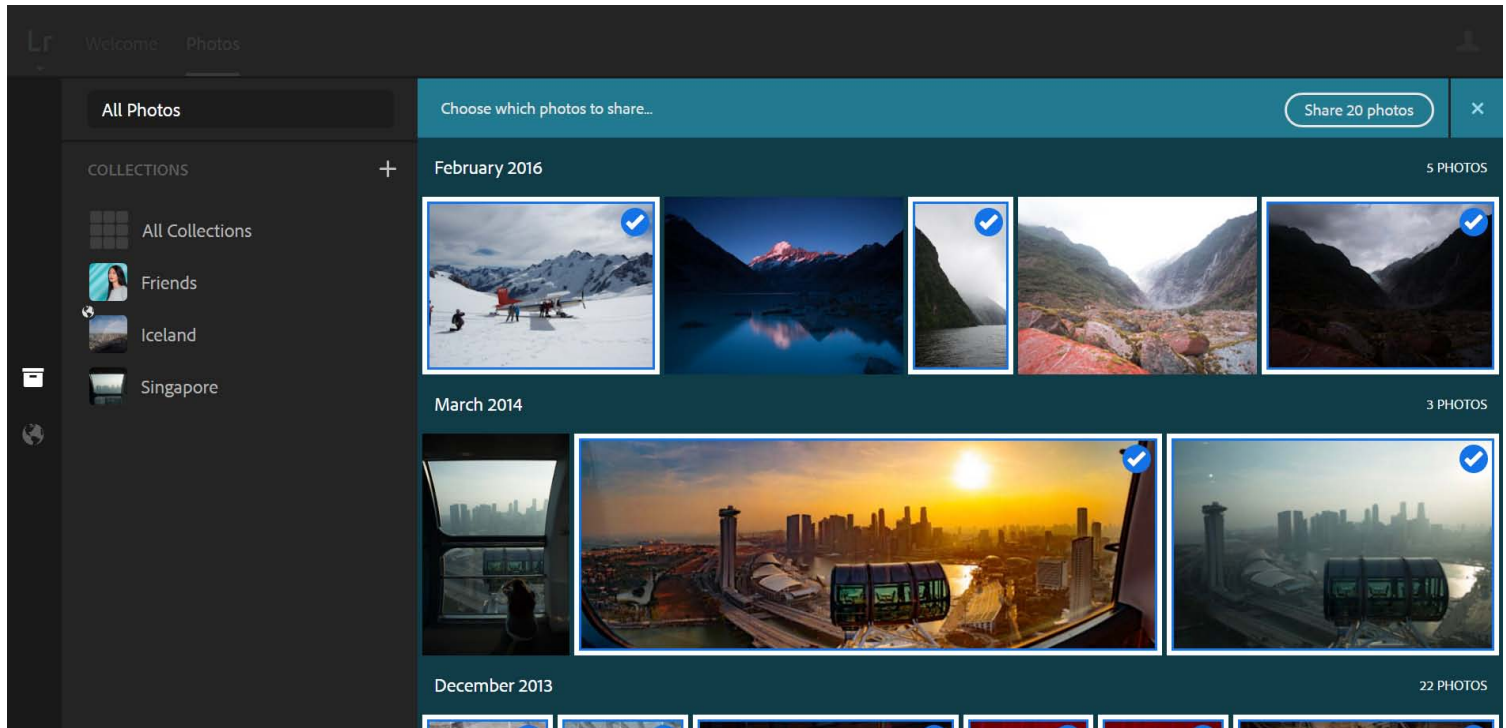 Lr
Welcome
Photos
All Photos
COLLECTIONS
All Collections
Friends
Iceland
Singapore
Choose which photos to share...
Share 20 photos
February 2016
5 PHOTOS
March 2014
3 PHOTOS
December 2013
22 PHOTOS